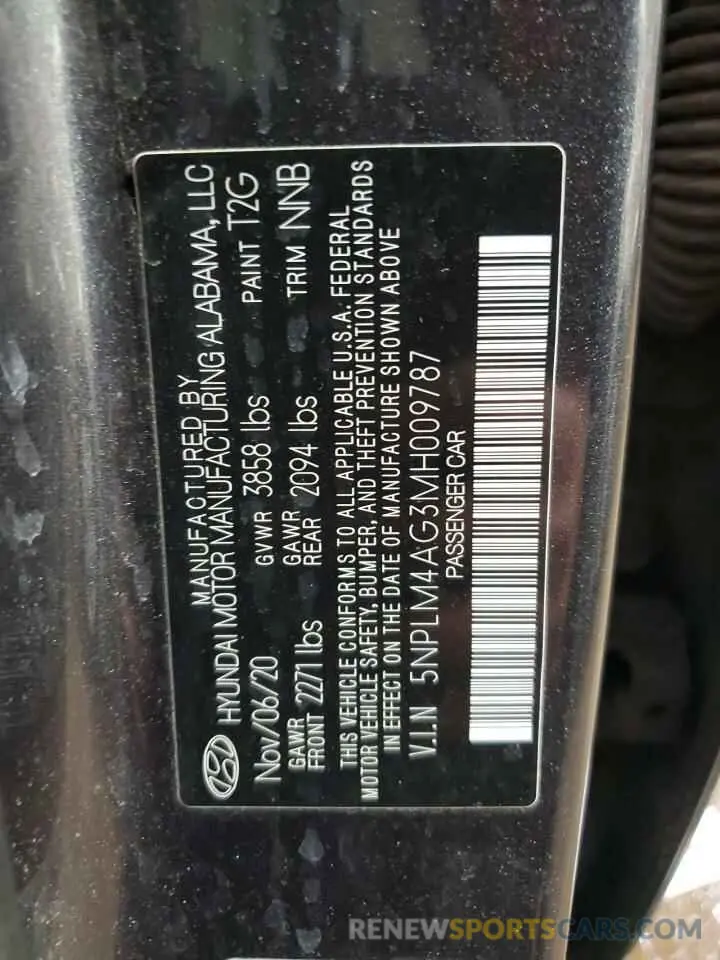 MANUFACTURED BY
HYUNDAI MOTOR MANUFACTURING ALABAMA, LLC
Nov/06/20 GVWR 3858 lbs PAINT T2G
GAWR FRONT 2271 lbs GAWR REAR 2094 lbs TRIM NNB
THIS VEHICLE CONFORMS TO ALL APPLICABLE U.S.A. FEDERAL
MOTOR VEHICLE SAFETY, BUMPER, AND THEFT PREVENTION STANDARDS
IN EFFECT ON THE DATE OF MANUFACTURE SHOWN ABOVE
V.I.N 5NPLM4AG3MH009787
PASSENGER CAR
RENEWSPORTSCARS.COM